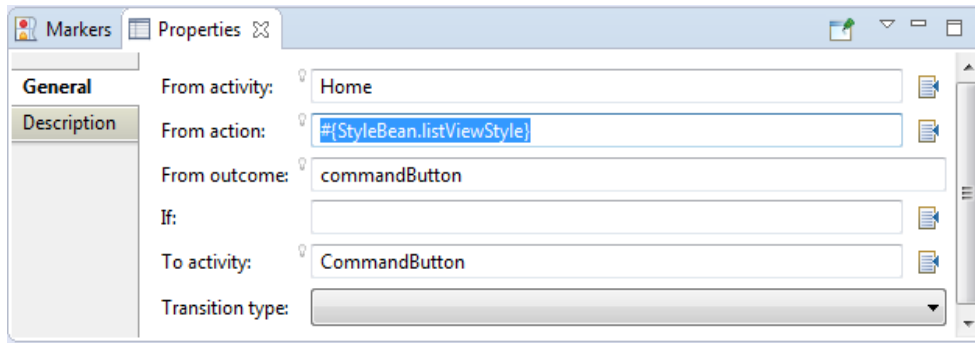 Markers Properties
General
Description
From activity: Home
From action: #{StyleBean.listViewStyle}
From outcome: commandButton
If:
To activity: CommandButton
Transition type: